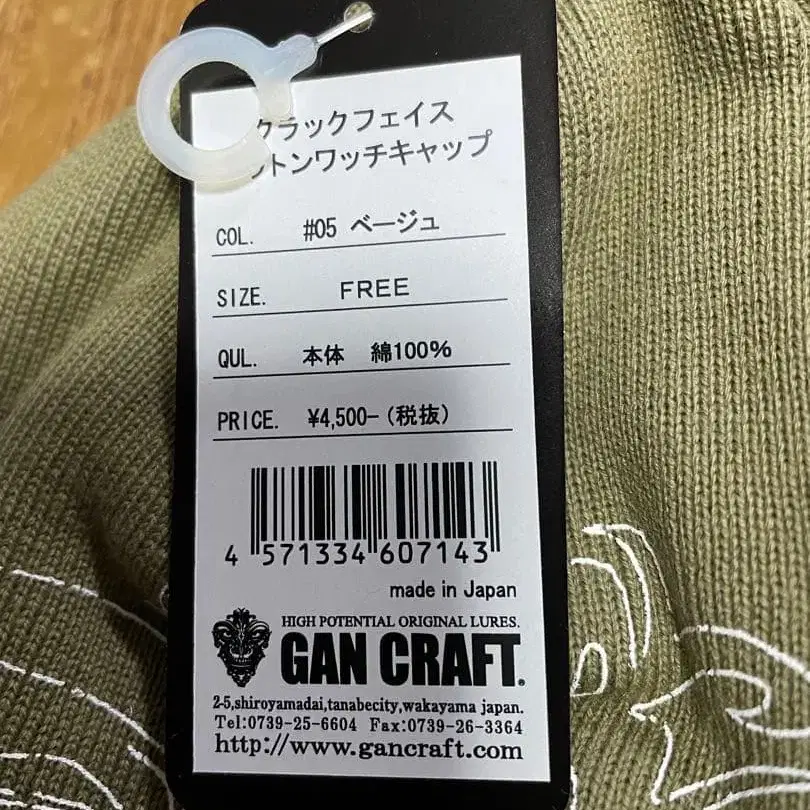 クラックフェイス
トンワッチキャップ
COL. #05 ベージュ
SIZE. FREE
QUL. 本体 綿100%
PRICE. ¥4,500-(税抜)
4 571334 607143
made in Japan
HIGH POTENTIAL ORIGINAL LURES.
GAN CRAFT.
2-5,shiroyamadai,tanabecity,wakayama japan.
Tel:0739-25-6604 Fax:0739-26-3364
http://www.gancraft.com